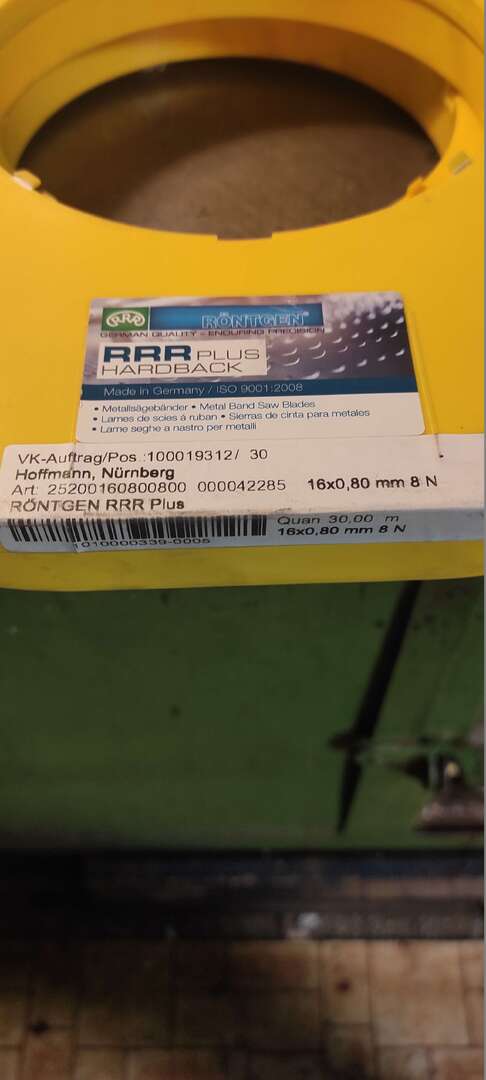 RRR
RÖNTGEN®
GERMAN QUALITY - ENDURING PRECISION
RRR PLUS
HARDBACK
Made in Germany / ISO 9001:2008
• Metallsägebänder • Metal Band Saw Blades
• Lames de scies à ruban • Sierras de cinta para metales
• Lame seghe a nastro per metalli
VK-Auftrag/Pos.:100019312/ 30
Hoffmann, Nürnberg
Art: 25200160800800 000042285 16x0,80 mm 8 N
RÖNTGEN RRR Plus
Quan 30,00 m
16x0,80 mm 8 N
1010000339-0005